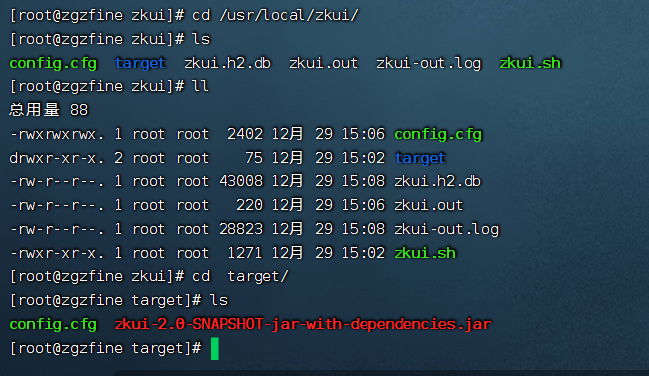 [root@zgzfine zkui]# cd /usr/local/zkui/
[root@zgzfine zkui]# ls
config.cfg  target  zkui.h2.db  zkui.out  zkui-out.log  zkui.sh
[root@zgzfine zkui]# ll
总用量 88
-rwxrwxrwx. 1 root root  2402 12月 29 15:06 config.cfg
drwxr-xr-x. 2 root root    75 12月 29 15:02 target
-rw-r--r--. 1 root root 43008 12月 29 15:08 zkui.h2.db
-rw-r--r--. 1 root root   220 12月 29 15:06 zkui.out
-rw-r--r--. 1 root root 28823 12月 29 15:08 zkui-out.log
-rwxr-xr-x. 1 root root  1271 12月 29 15:02 zkui.sh
[root@zgzfine zkui]# cd  target/
[root@zgzfine target]# ls
config.cfg  zkui-2.0-SNAPSHOT-jar-with-dependencies.jar
[root@zgzfine target]#